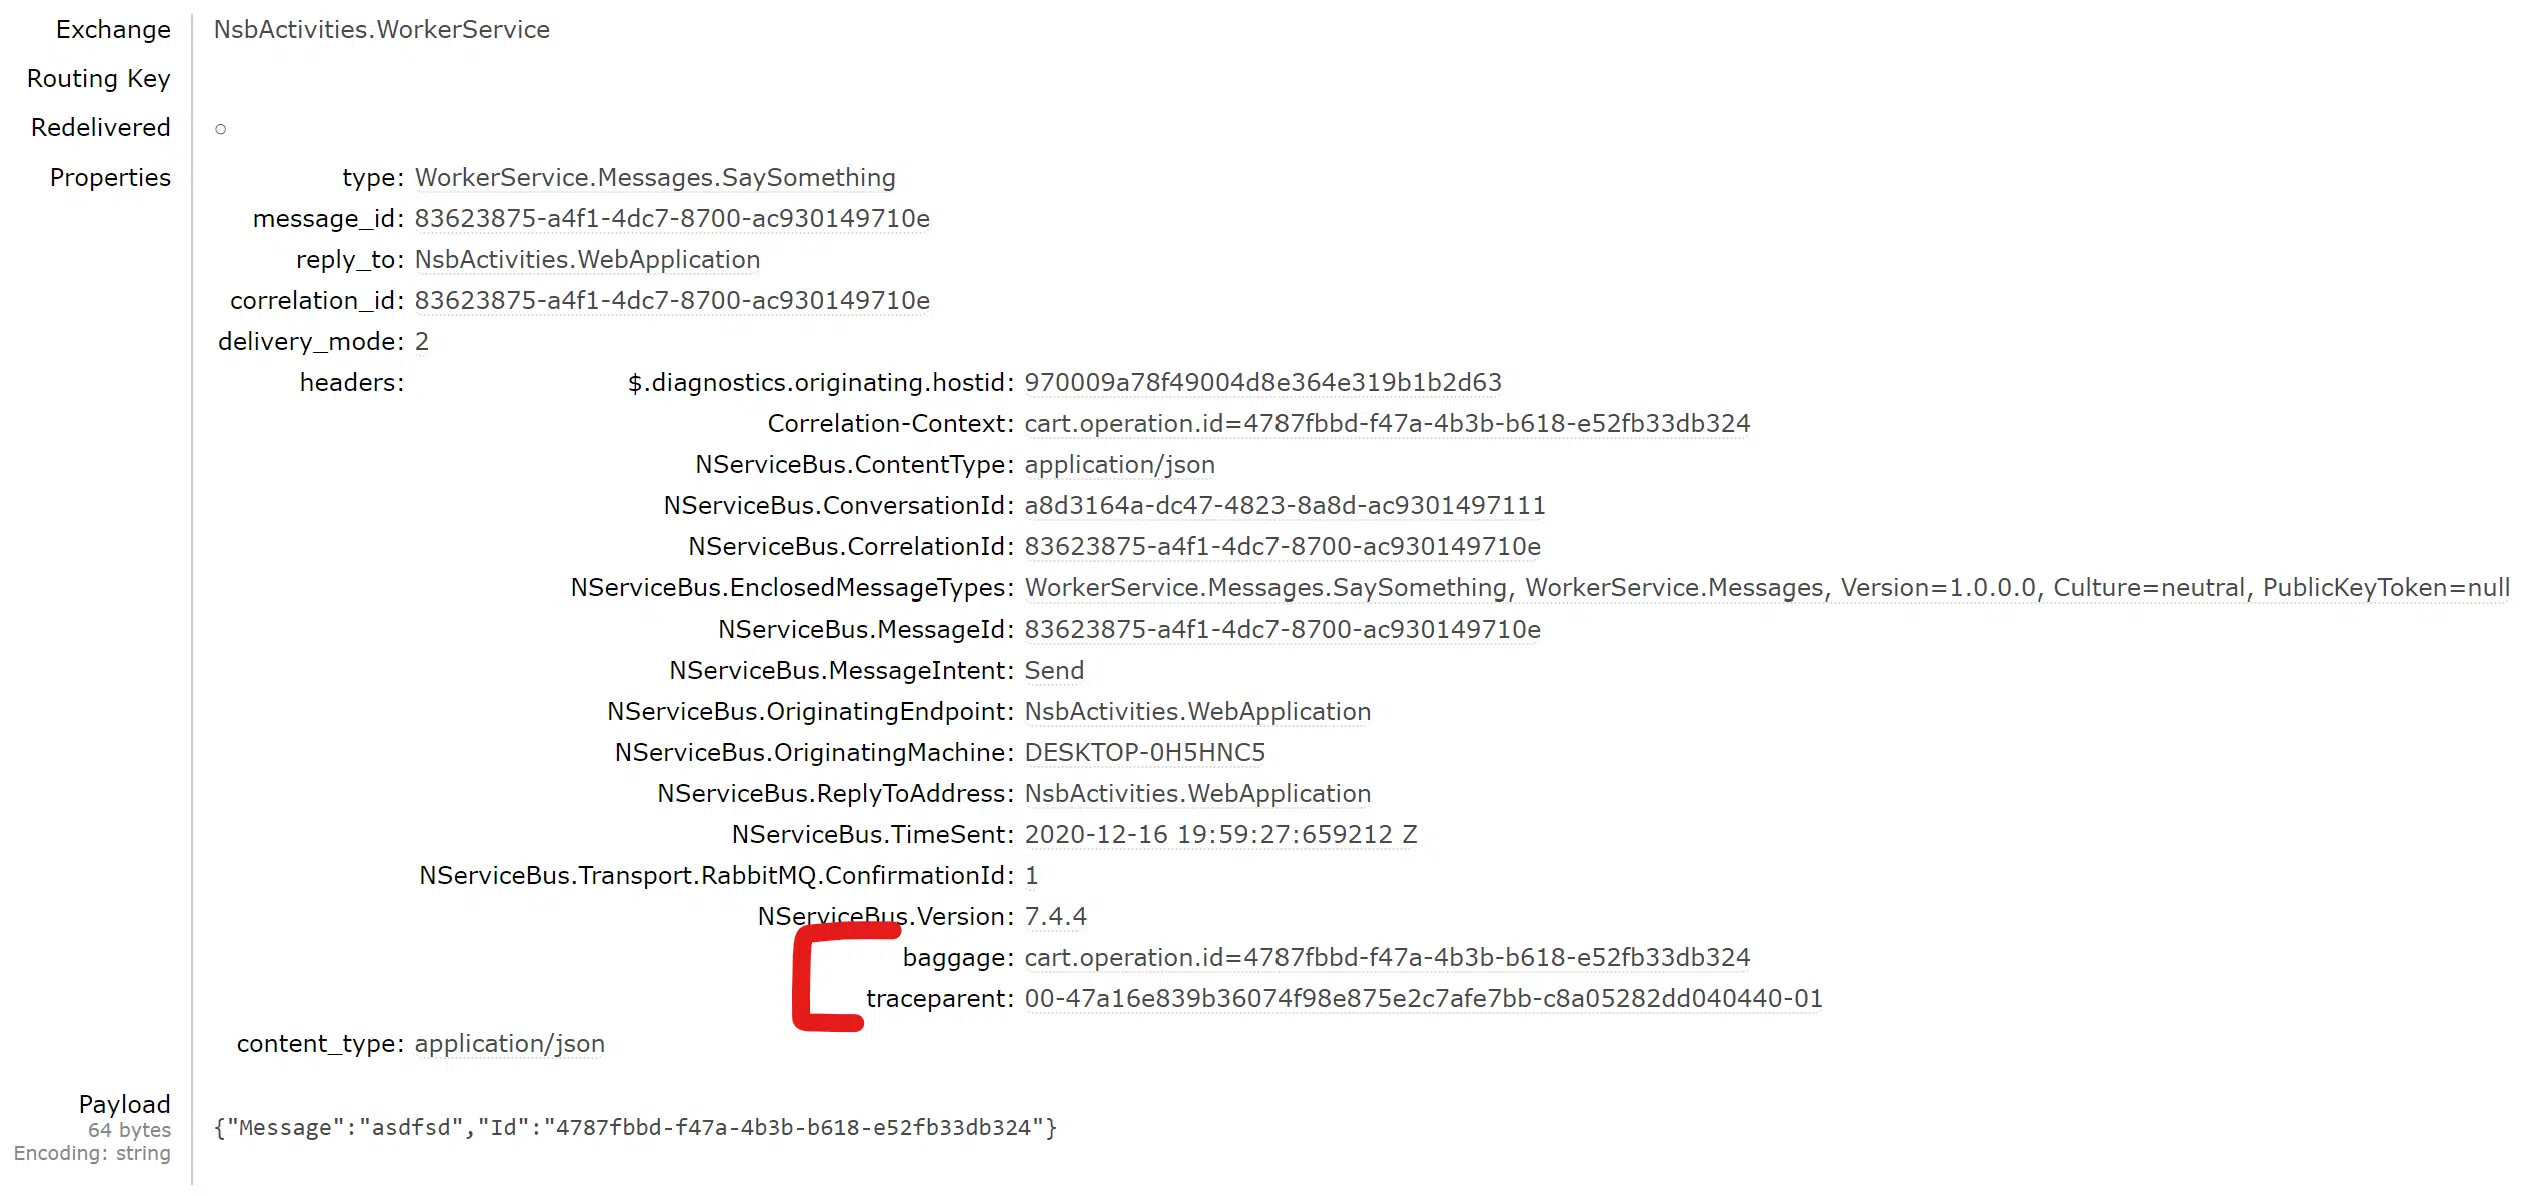 Exchange NsbActivities.WorkerService
Routing Key
Redelivered ○
Properties type: WorkerService.Messages.SaySomething
message_id: 83623875-a4f1-4dc7-8700-ac930149710e
reply_to: NsbActivities.WebApplication
correlation_id: 83623875-a4f1-4dc7-8700-ac930149710e
delivery_mode: 2
headers: $.diagnostics.originating.hostid: 970009a78f49004d8e364e319b1b2d63
Correlation-Context: cart.operation.id=4787fbbd-f47a-4b3b-b618-e52fb33db324
NServiceBus.ContentType: application/json
NServiceBus.ConversationId: a8d3164a-dc47-4823-8a8d-ac9301497111
NServiceBus.CorrelationId: 83623875-a4f1-4dc7-8700-ac930149710e
NServiceBus.EnclosedMessageTypes: WorkerService.Messages.SaySomething, WorkerService.Messages, Version=1.0.0.0, Culture=neutral, PublicKeyToken=null
NServiceBus.MessageId: 83623875-a4f1-4dc7-8700-ac930149710e
NServiceBus.MessageIntent: Send
NServiceBus.OriginatingEndpoint: NsbActivities.WebApplication
NServiceBus.OriginatingMachine: DESKTOP-0H5HNC5
NServiceBus.ReplyToAddress: NsbActivities.WebApplication
NServiceBus.TimeSent: 2020-12-16 19:59:27:659212 Z
NServiceBus.Transport.RabbitMQ.ConfirmationId: 1
NServiceBus.Version: 7.4.4
baggage: cart.operation.id=4787fbbd-f47a-4b3b-b618-e52fb33db324
traceparent: 00-47a16e839b36074f98e875e2c7afe7bb-c8a05282dd040440-01
content_type: application/json
Payload
64 bytes
Encoding: string
{"Message":"asdfsd","Id":"4787fbbd-f47a-4b3b-b618-e52fb33db324"}